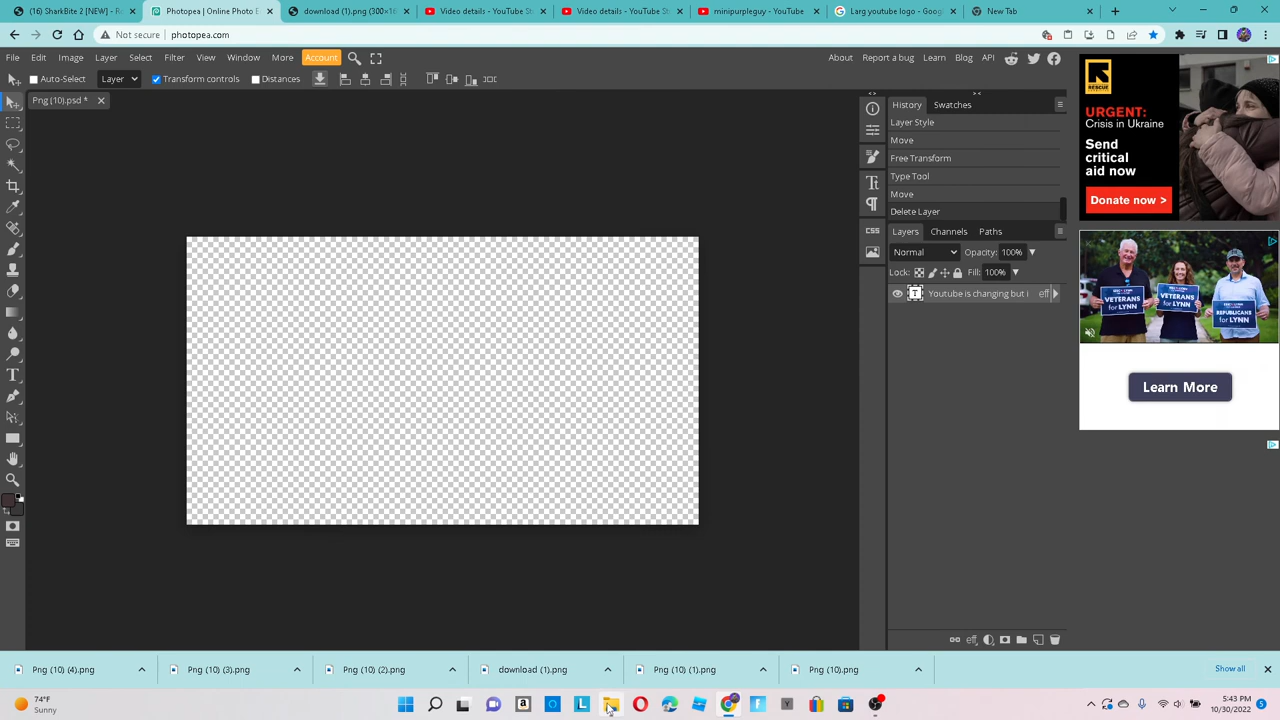 (16) SharkBite 2 [NEW] - R
Photopea | Online Photo E
download (1).png (300×16
Video details - YouTube St
Video details - YouTube St
minipurpleguy - YouTube
Larg youtube logo - Goog
New Tab
Not secure | photopea.com
File Edit Image Layer Select Filter View Window More Account
About Report a bug Learn Blog API
Auto-Select Layer Transform controls Distances
Png (10).psd *
History Swatches
Layer Style
Move
Free Transform
Type Tool
Move
Delete Layer
Layers Channels Paths
Normal Opacity: 100%
Lock: Fill: 100%
Youtube is changing but i eff
CSS
eff
RESCUE
URGENT:
Crisis in Ukraine
Send
critical
aid now
Donate now >
VETERANS
for LYNN
VETERANS
for LYNN
REPUBLICANS
for LYNN
Learn More
Png (10) (4).png
Png (10) (3).png
Png (10) (2).png
download (1).png
Png (10) (1).png
Png (10).png
Show all
74°F
Sunny
5:43 PM
10/30/2022